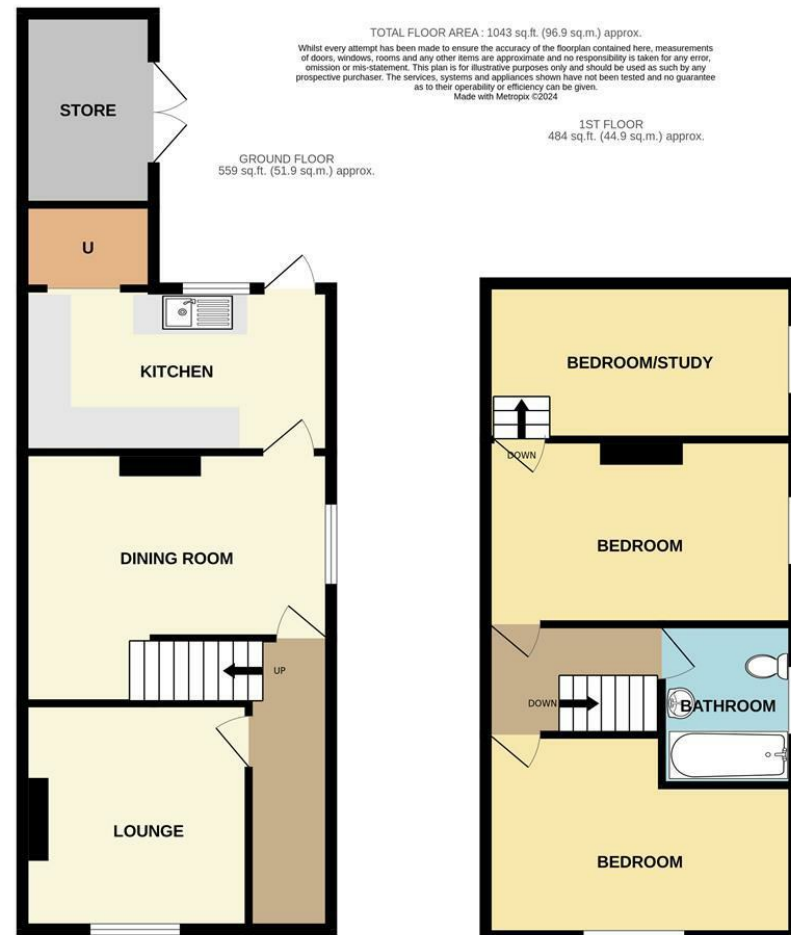 TOTAL FLOOR AREA : 1043 sq.ft. (96.9 sq.m.) approx.
Whilst every attempt has been made to ensure the accuracy of the floorplan contained here, measurements
of doors, windows, rooms and any other items are approximate and no responsibility is taken for any error,
omission or mis-statement. This plan is for illustrative purposes only and should be used as such by any
prospective purchaser. The services, systems and appliances shown have not been tested and no guarantee
as to their operability or efficiency can be given.
Made with Metropix ©2024
GROUND FLOOR
559 sq.ft. (51.9 sq.m.) approx.
STORE
U
KITCHEN
DINING ROOM
UP
LOUNGE
1ST FLOOR
484 sq.ft. (44.9 sq.m.) approx.
BEDROOM/STUDY
DOWN
BEDROOM
DOWN
BATHROOM
BEDROOM